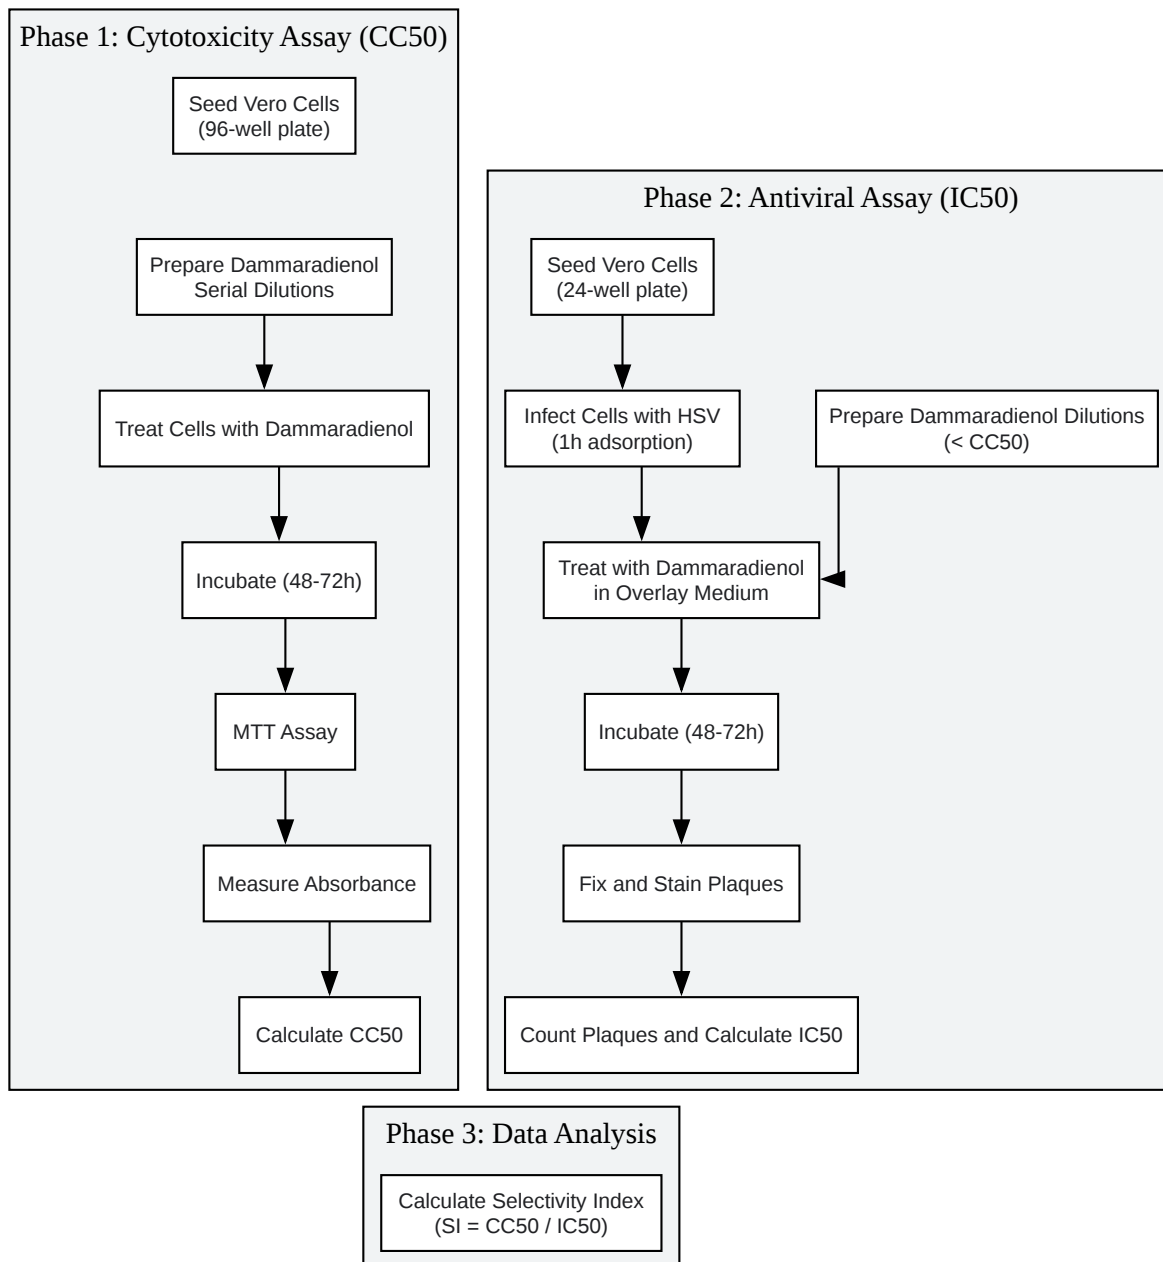 Phase 1: Cytotoxicity Assay (CC50)
Seed Vero Cells
(96-well plate)
Prepare Dammaradienol
Serial Dilutions
Treat Cells with Dammaradienol
Incubate (48-72h)
MTT Assay
Measure Absorbance
Calculate CC50
Phase 2: Antiviral Assay (IC50)
Seed Vero Cells
(24-well plate)
Infect Cells with HSV
(1h adsorption)
Prepare Dammaradienol Dilutions
(< CC50)
Treat with Dammaradienol
in Overlay Medium
Incubate (48-72h)
Fix and Stain Plaques
Count Plaques and Calculate IC50
Phase 3: Data Analysis
Calculate Selectivity Index
(SI = CC50 / IC50)